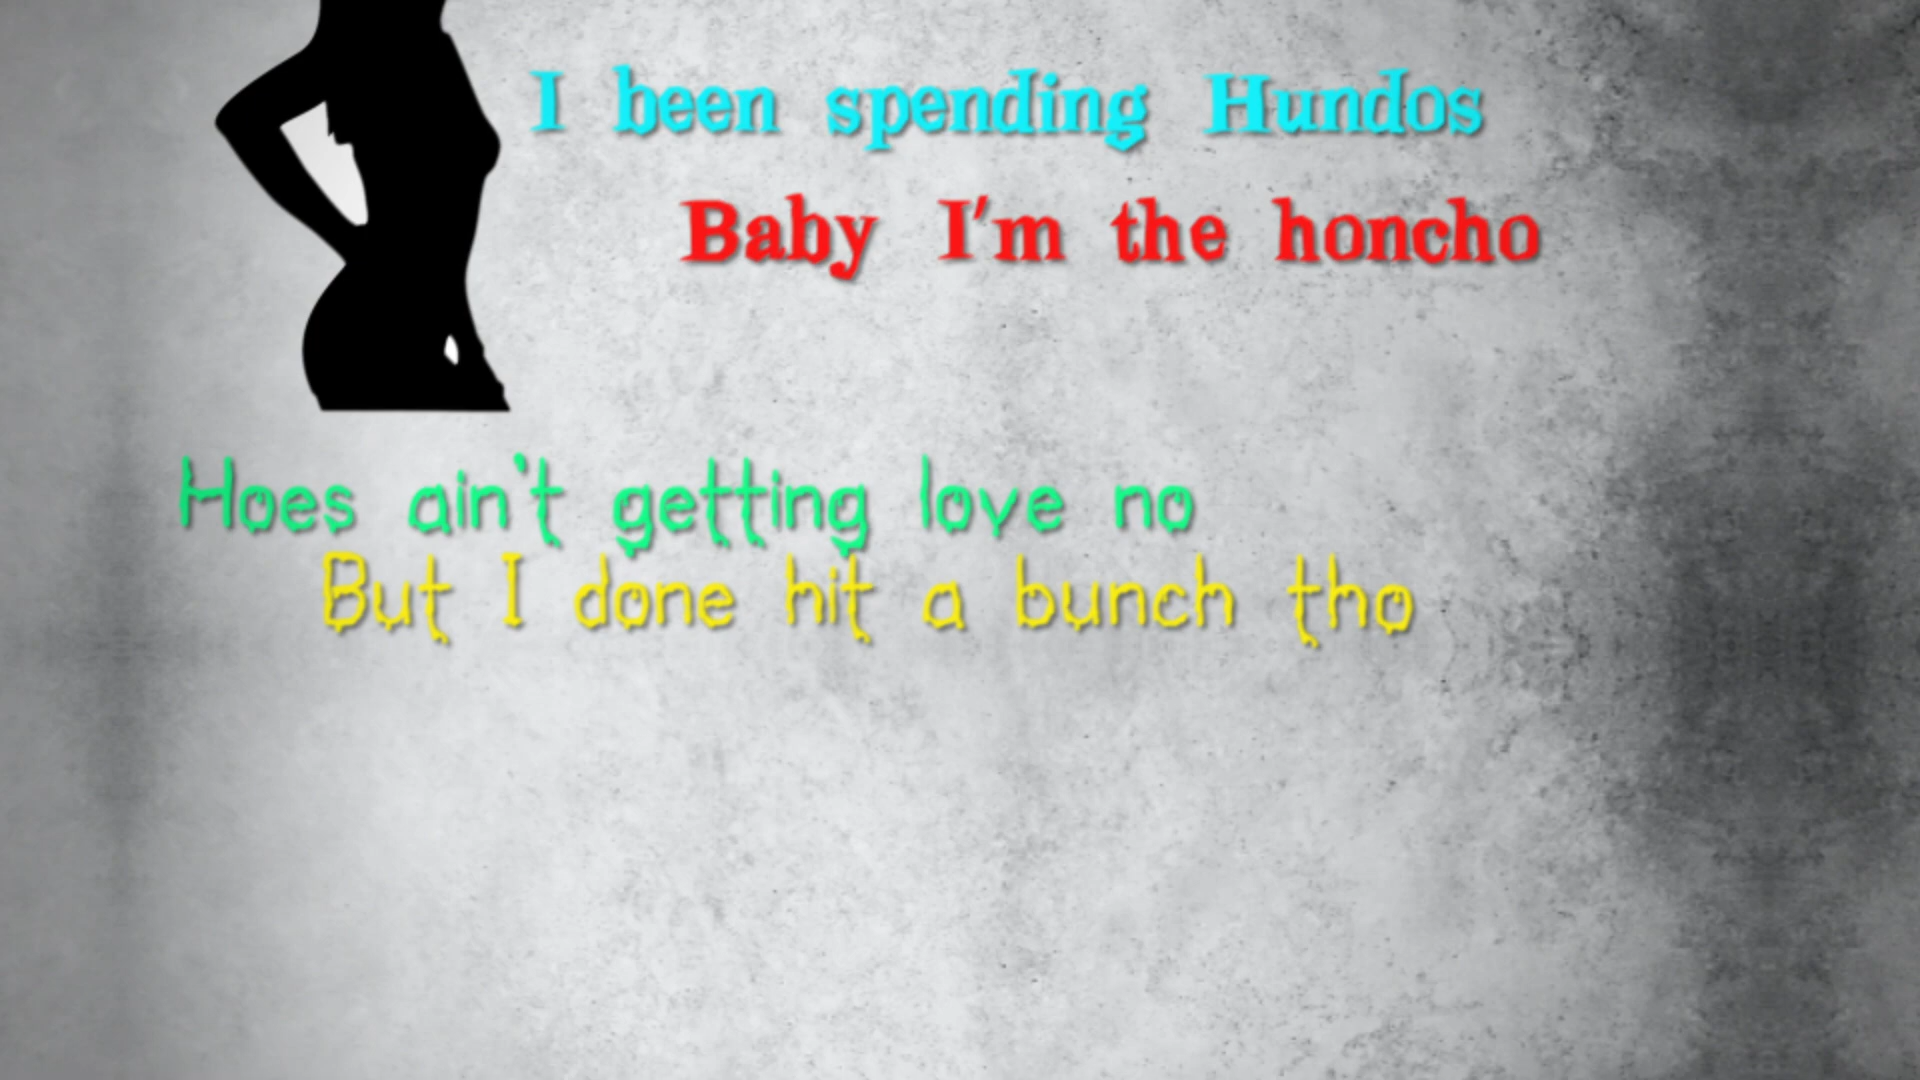 I been spending Hundos
Baby I'm the honcho
Hoes ain't getting love no
But I done hit a bunch tho